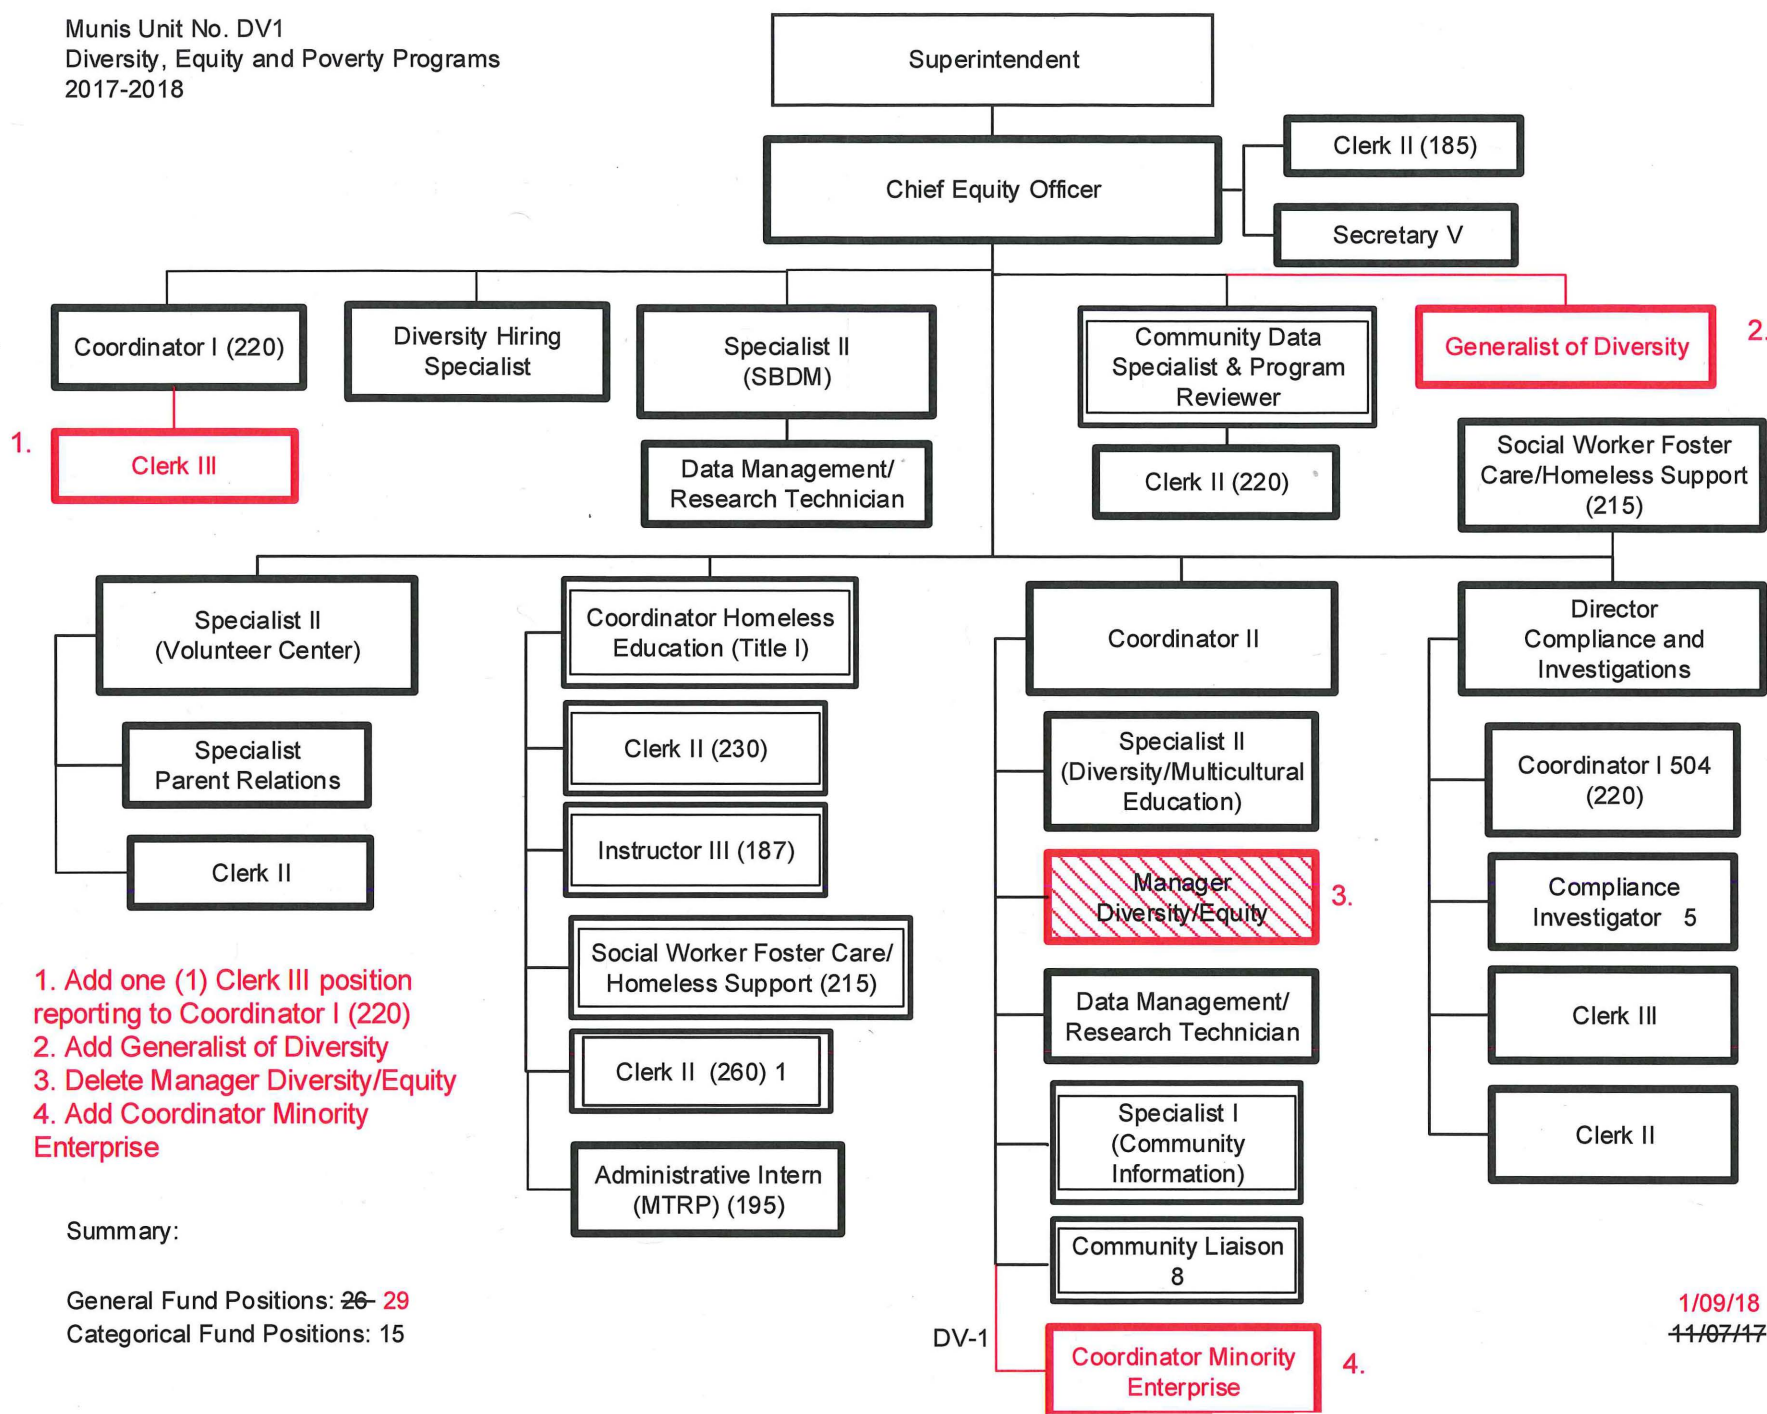 Munis Unit No. DV1
Diversity, Equity and Poverty Programs
2017-2018
Superintendent
Chief Equity Officer
Clerk II (185)
Secretary V
Coordinator I (220)
Diversity Hiring
Specialist
Specialist II
(SBDM)
Community Data
Specialist & Program
Reviewer
Generalist of Diversity
2.
1.
Clerk III
Data Management/
Research Technician
Clerk II (220)
Social Worker Foster
Care/Homeless Support
(215)
Specialist II
(Volunteer Center)
Specialist
Parent Relations
Clerk II
Coordinator Homeless
Education (Title I)
Clerk II (230)
Instructor III (187)
Social Worker Foster Care/
Homeless Support (215)
Clerk II (260) 1
Administrative Intern
(MTRP) (195)
Coordinator II
Specialist II
(Diversity/Multicultural
Education)
Manager
Diversity/Equity
3.
Data Management/
Research Technician
Specialist I
(Community
Information)
Community Liaison
8
DV-1
Coordinator Minority
Enterprise
4.
Director
Compliance and
Investigations
Coordinator I 504
(220)
Compliance
Investigator 5
Clerk III
Clerk II
1. Add one (1) Clerk III position
reporting to Coordinator I (220)
2. Add Generalist of Diversity
3. Delete Manager Diversity/Equity
4. Add Coordinator Minority
Enterprise
Summary:
General Fund Positions: 26 29
Categorical Fund Positions: 15
1/09/18
11/07/17